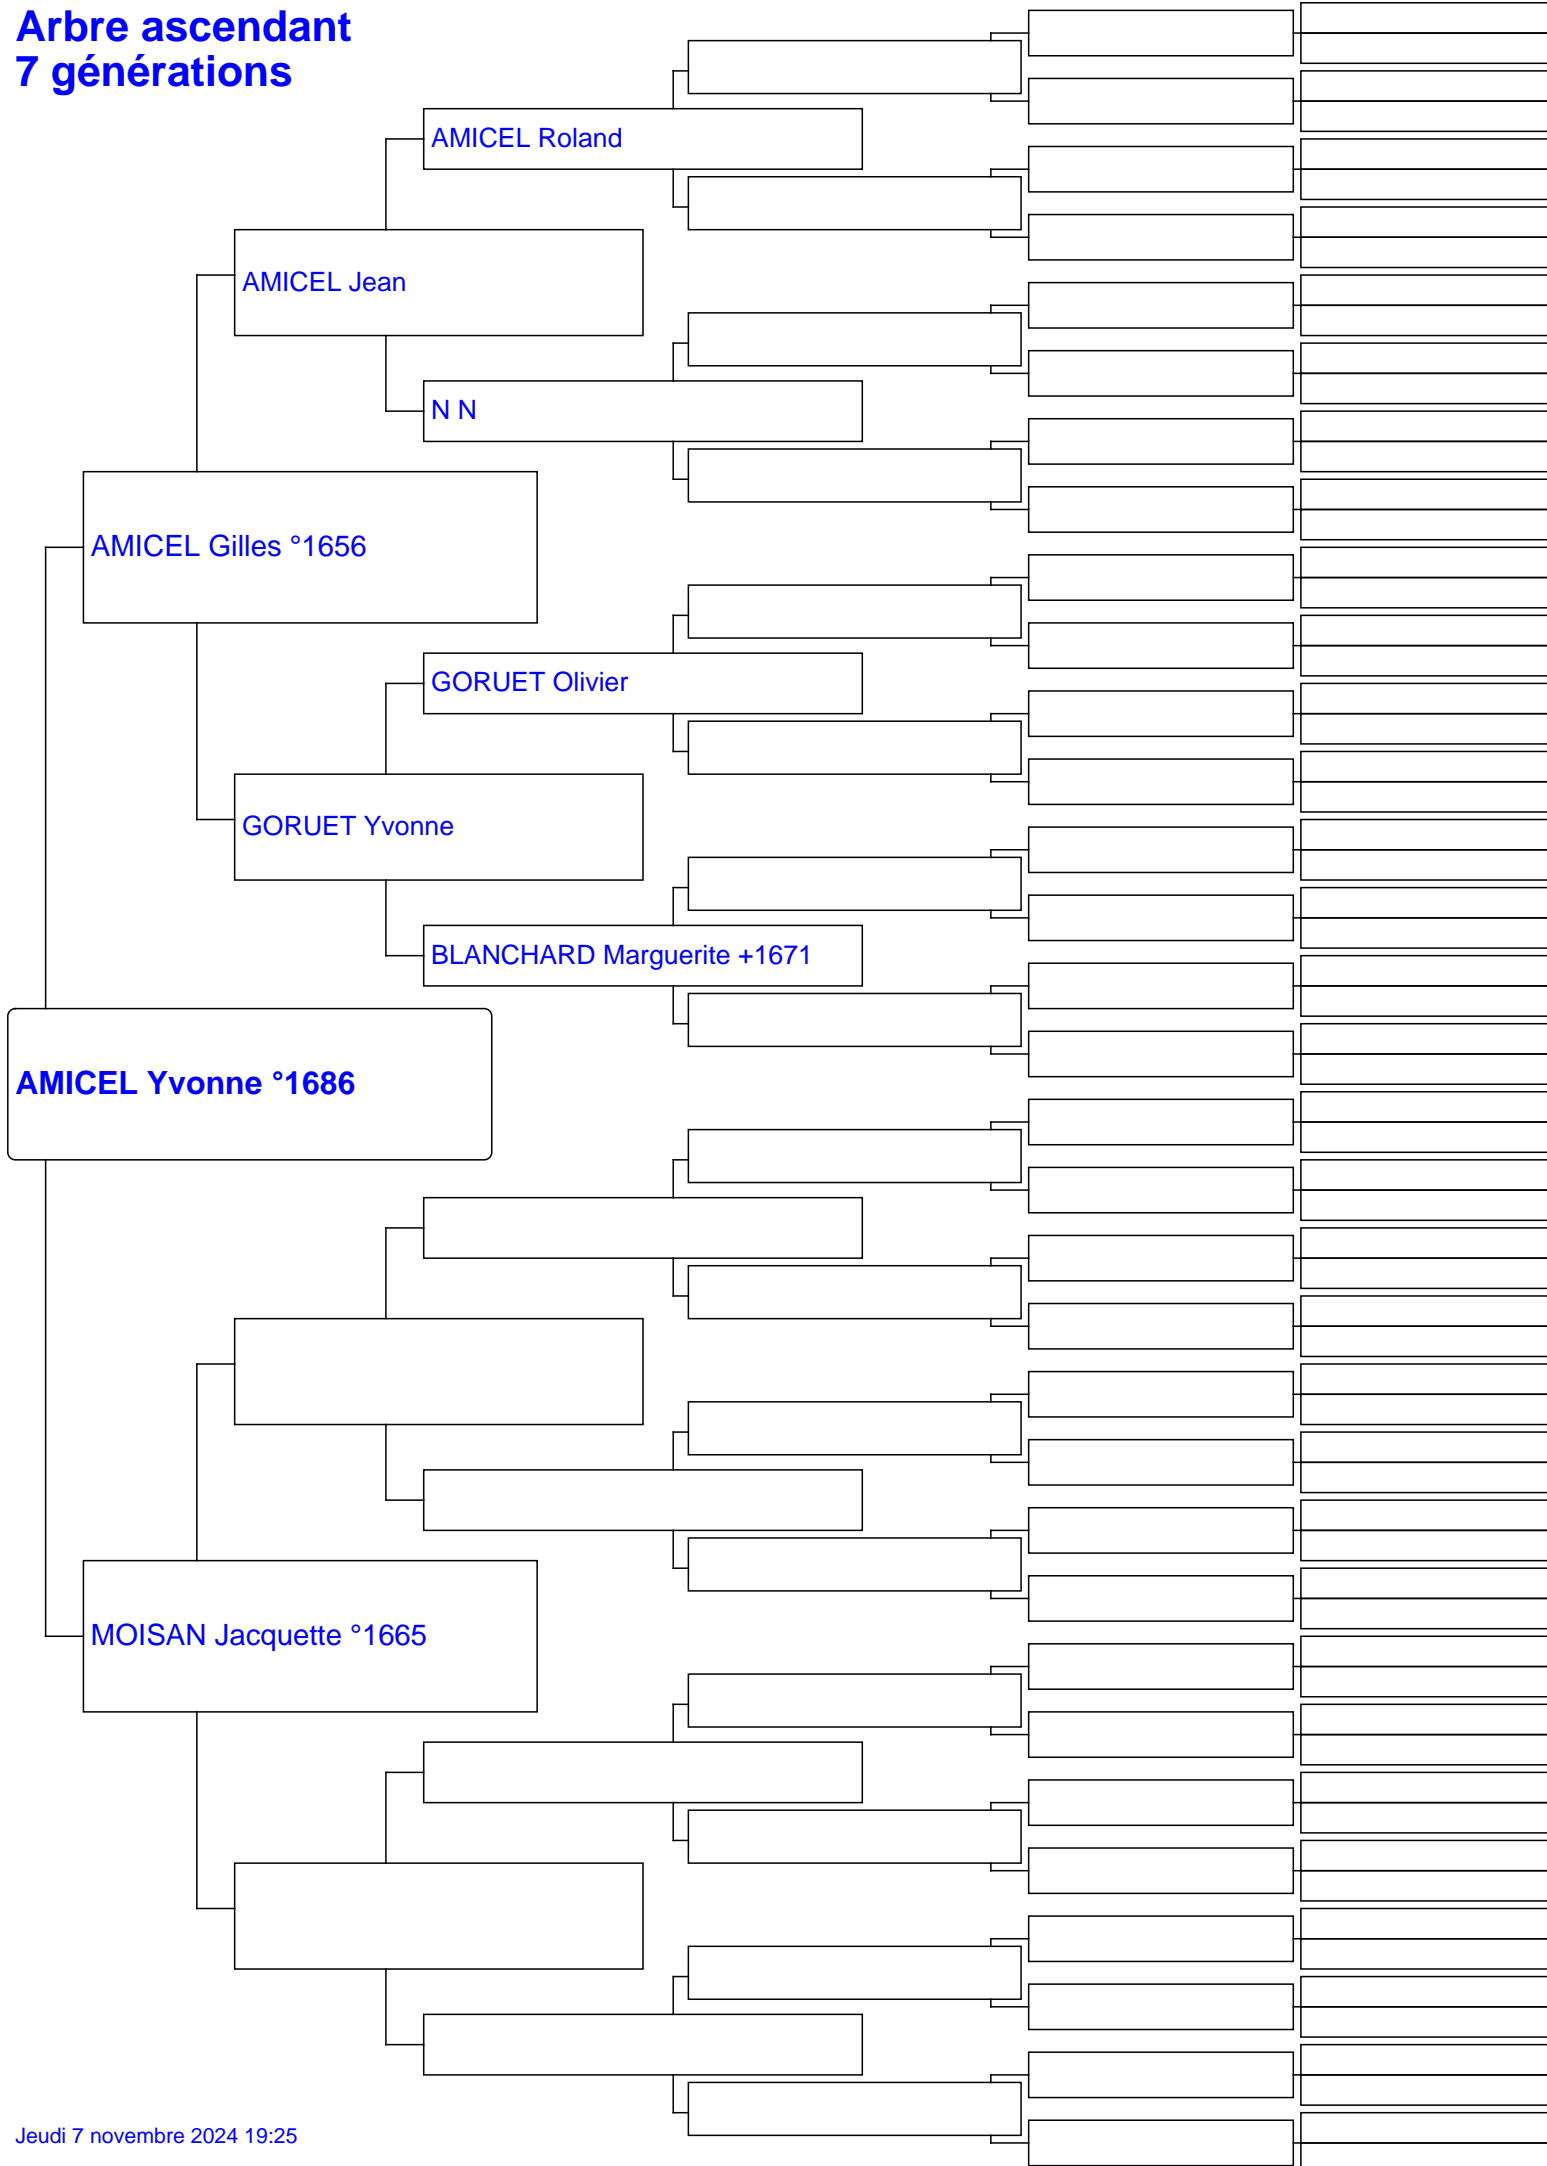 Arbre ascendant
7 générations
AMICEL Roland
AMICEL Jean
N N
AMICEL Gilles °1656
GORUET Olivier
GORUET Yvonne
BLANCHARD Marguerite +1671
AMICEL Yvonne °1686
MOISAN Jacquette °1665
Jeudi 7 novembre 2024 19:25